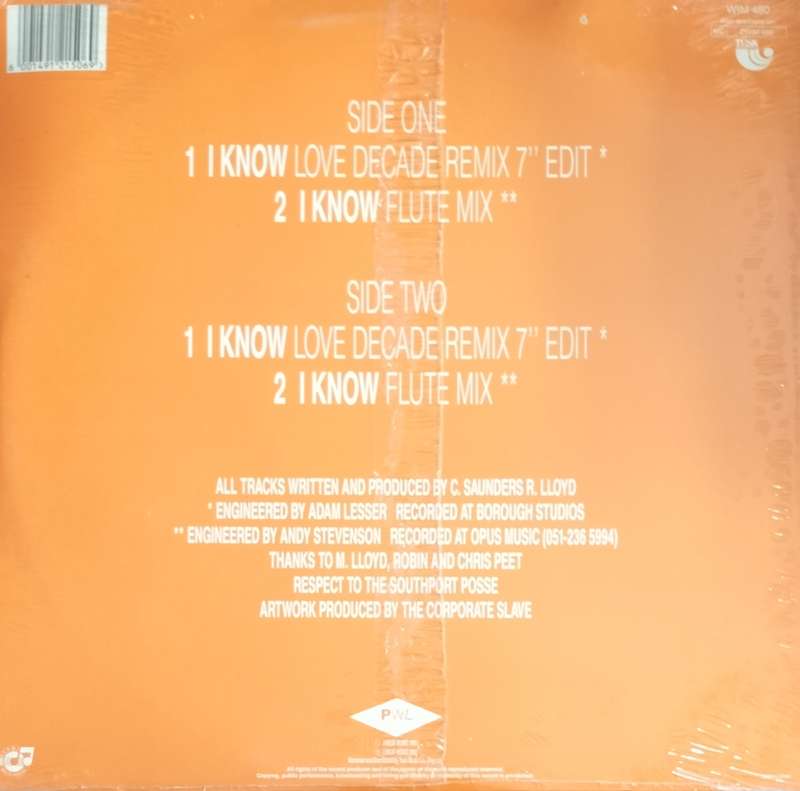 WIM 480
TUSK
SIDE ONE
1 I KNOW LOVE DECADE REMIX 7" EDIT *
2 I KNOW FLUTE MIX **
SIDE TWO
1 I KNOW LOVE DECADE REMIX 7" EDIT *
2 I KNOW FLUTE MIX **
ALL TRACKS WRITTEN AND PRODUCED BY C. SAUNDERS R. LLOYD
* ENGINEERED BY ADAM LESSER RECORDED AT BOROUGH STUDIOS
** ENGINEERED BY ANDY STEVENSON RECORDED AT OPUS MUSIC (051-236 5994)
THANKS TO M. LLOYD, ROBIN AND CHRIS PEET
RESPECT TO THE SOUTHPORT POSSE
ARTWORK PRODUCED BY THE CORPORATE SLAVE
PWL